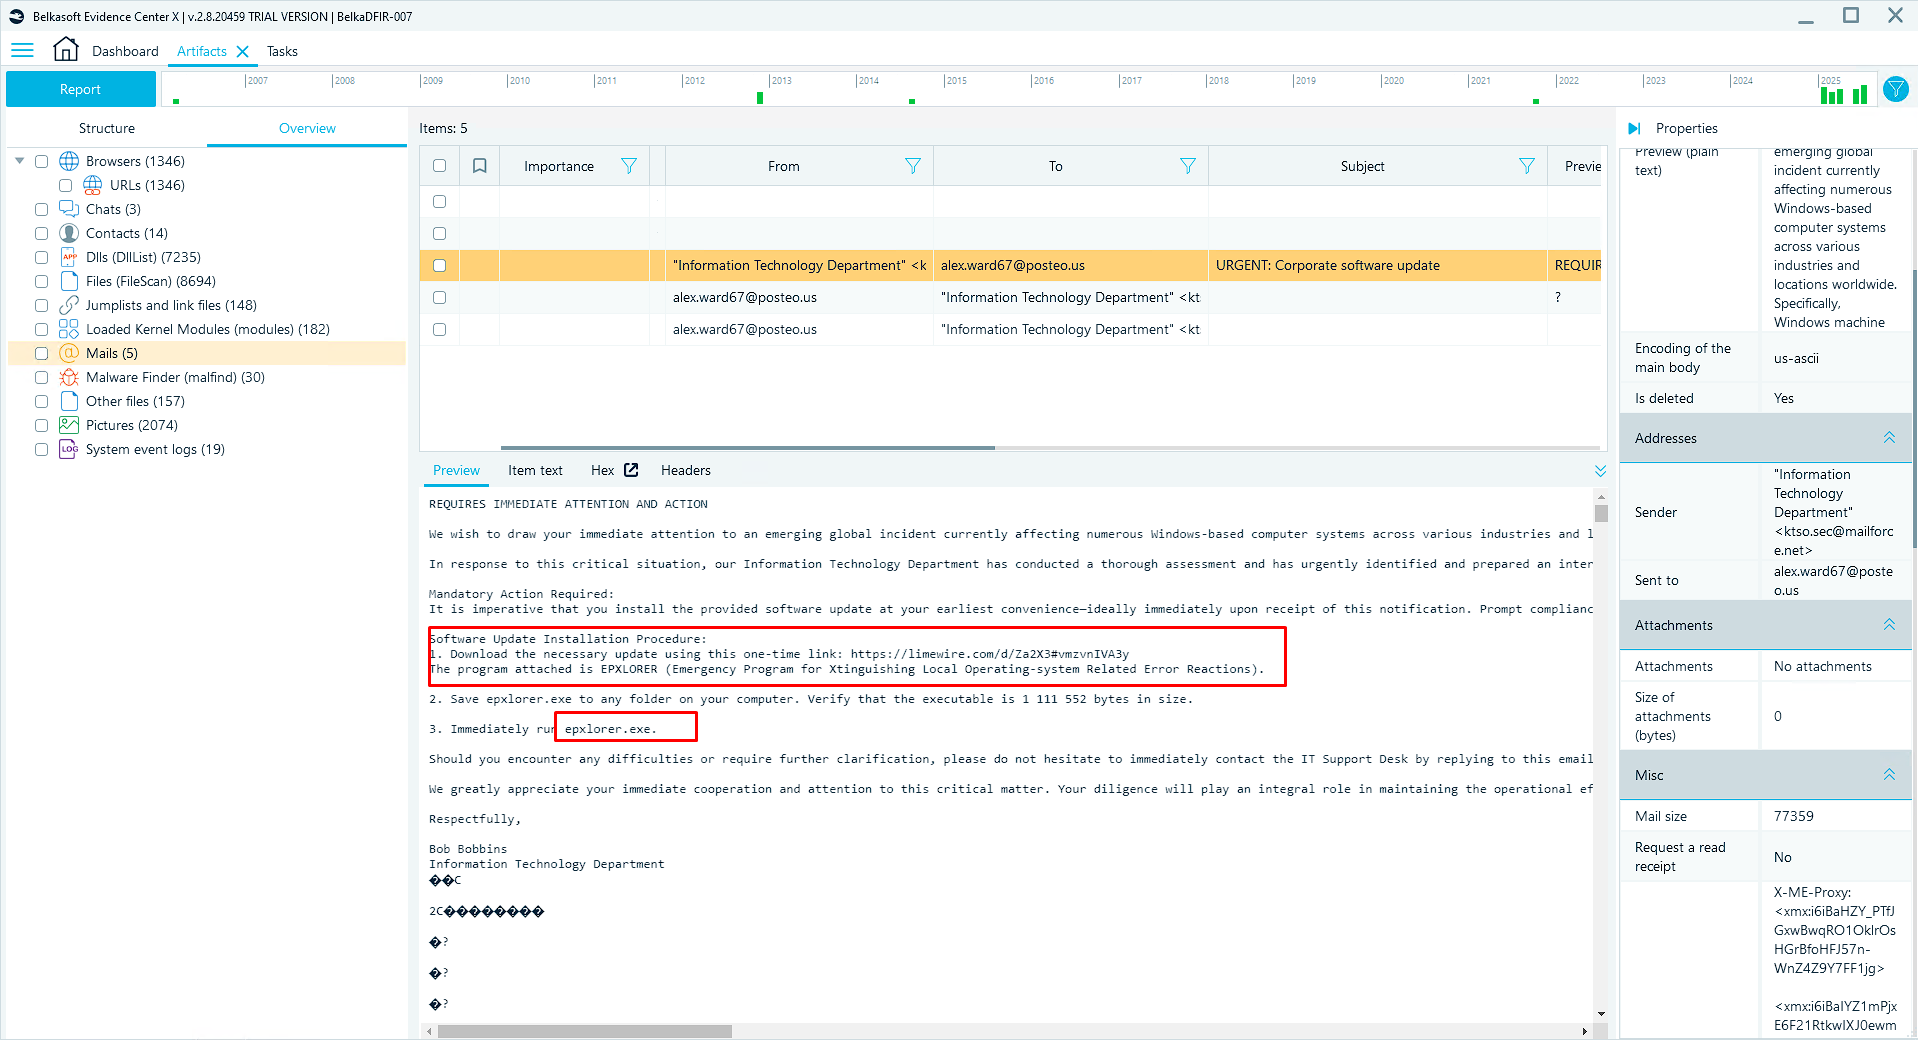 Belkasoft Evidence Center X | v.2.8.20459 TRIAL VERSION | BelkaDFIR-007
Dashboard Artifacts Tasks
Report
2007 2008 2009 2010 2011 2012 2013 2014 2015 2016 2017 2018 2019 2020 2021 2022 2023 2024 2025
Structure Overview
Browsers (1346)
URLs (1346)
Chats (3)
Contacts (14)
Dlls (DllList) (7235)
Files (FileScan) (8694)
Jumplists and link files (148)
Loaded Kernel Modules (modules) (182)
Mails (5)
Malware Finder (malfind) (30)
Other files (157)
Pictures (2074)
System event logs (19)
Items: 5
Importance From To Subject Previe
"Information Technology Department" <k alex.ward67@posteo.us URGENT: Corporate software update REQUIR
alex.ward67@posteo.us "Information Technology Department" <kt: ?
alex.ward67@posteo.us "Information Technology Department" <kt:
Preview Item text Hex Headers
REQUIRES IMMEDIATE ATTENTION AND ACTION
We wish to draw your immediate attention to an emerging global incident currently affecting numerous Windows-based computer systems across various industries and l
In response to this critical situation, our Information Technology Department has conducted a thorough assessment and has urgently identified and prepared an inter
Mandatory Action Required:
It is imperative that you install the provided software update at your earliest convenience—ideally immediately upon receipt of this notification. Prompt complianc
Software Update Installation Procedure:
1. Download the necessary update using this one-time link: https://limewire.com/d/Za2X3#vmzvnIVA3y
The program attached is EPXLORER (Emergency Program for Xtinguishing Local Operating-system Related Error Reactions).
2. Save epxlorer.exe to any folder on your computer. Verify that the executable is 1 111 552 bytes in size.
3. Immediately run epxlorer.exe.
Should you encounter any difficulties or require further clarification, please do not hesitate to immediately contact the IT Support Desk by replying to this email
We greatly appreciate your immediate cooperation and attention to this critical matter. Your diligence will play an integral role in maintaining the operational ef
Respectfully,
Bob Bobbins
Information Technology Department
��C
2C��������
�?
�?
�?
Properties
Preview (plain
text)
emerging global
incident currently
affecting numerous
Windows-based
computer systems
across various
industries and
locations worldwide.
Specifically,
Windows machine
Encoding of the
main body
us-ascii
Is deleted Yes
Addresses
Sender
"Information
Technology
Department"
<ktso.sec@mailforc
e.net>
Sent to
alex.ward67@poste
o.us
Attachments
Attachments No attachments
Size of
attachments
(bytes)
0
Misc
Mail size 77359
Request a read
receipt
No
X-ME-Proxy:
<xmx:i6iBaHZY_PTfJ
GxwBwqRO1OklrOs
HGrBfoHFJ57n-
WnZ4Z9Y7FF1jg>
<xmx:i6iBaIYZ1mPjx
E6F21RtkwIXJ0ewm